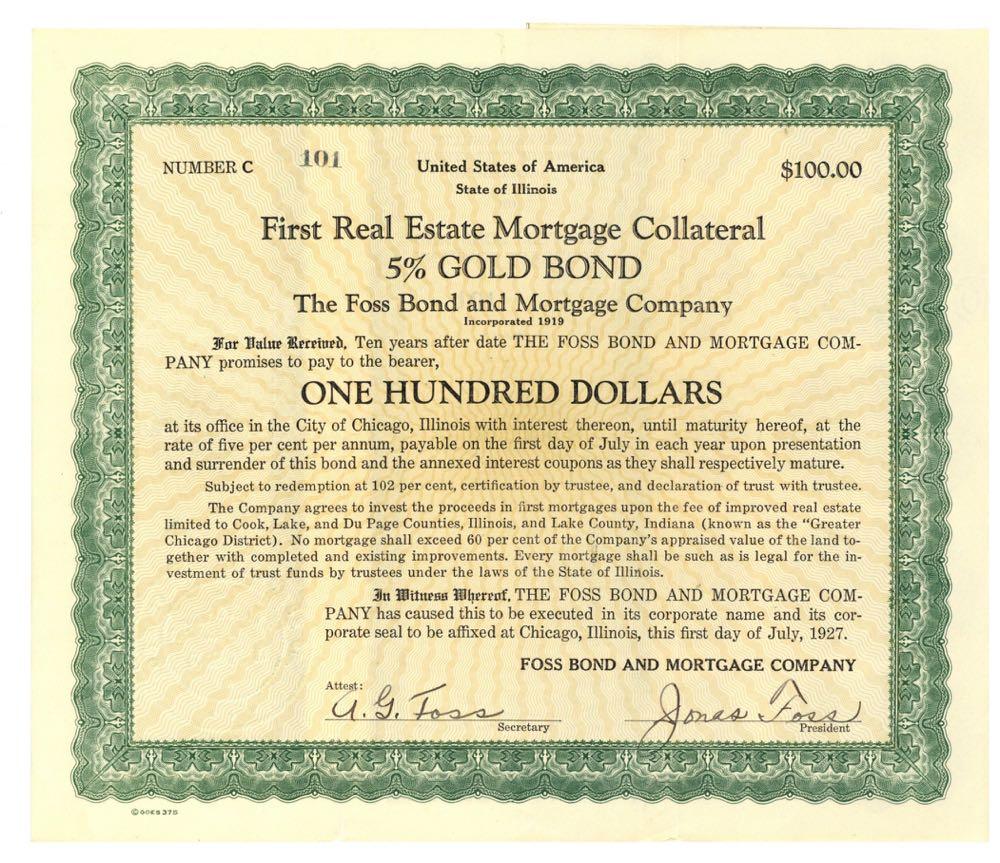 NUMBER C 101 United States of America $100.00
State of Illinois
First Real Estate Mortgage Collateral
5% GOLD BOND
The Foss Bond and Mortgage Company
Incorporated 1919
For Value Received, Ten years after date THE FOSS BOND AND MORTGAGE COM-
PANY promises to pay to the bearer,
ONE HUNDRED DOLLARS
at its office in the City of Chicago, Illinois with interest thereon, until maturity hereof, at the
rate of five per cent per annum, payable on the first day of July in each year upon presentation
and surrender of this bond and the annexed interest coupons as they shall respectively mature.
Subject to redemption at 102 per cent, certification by trustee, and declaration of trust with trustee.
The Company agrees to invest the proceeds in first mortgages upon the fee of improved real estate
limited to Cook, Lake, and Du Page Counties, Illinois, and Lake County, Indiana (known as the "Greater
Chicago District). No mortgage shall exceed 60 per cent of the Company's appraised value of the land to-
gether with completed and existing improvements. Every mortgage shall be such as is legal for the in-
vestment of trust funds by trustees under the laws of the State of Illinois.
In Witness Whereof, THE FOSS BOND AND MORTGAGE COM-
PANY has caused this to be executed in its corporate name and its cor-
porate seal to be affixed at Chicago, Illinois, this first day of July, 1927.
FOSS BOND AND MORTGAGE COMPANY
Attest:
A. G. Foss Jonas Foss
Secretary President
© GOES 375